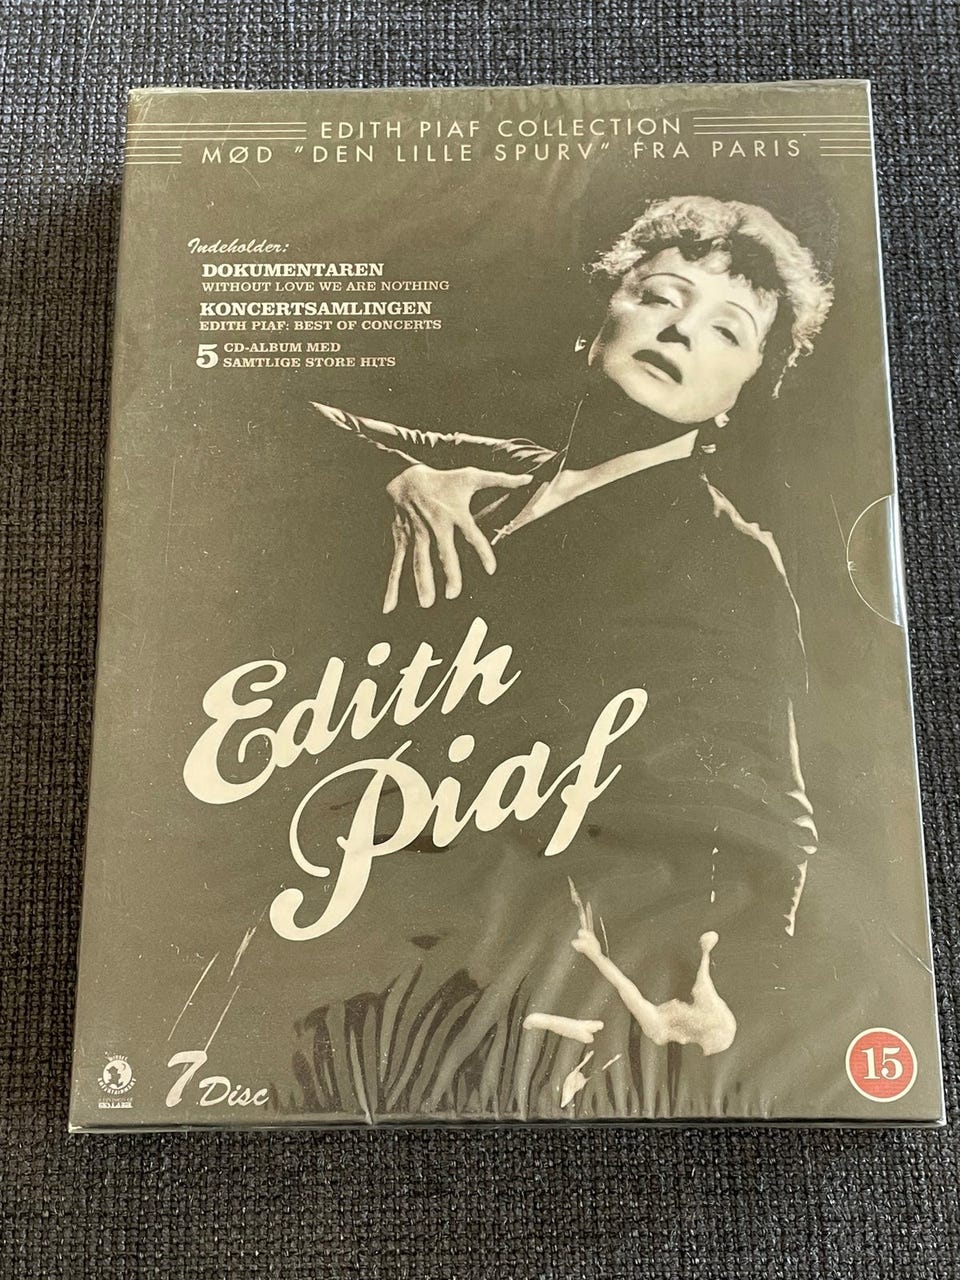 EDITH PIAF COLLECTION
MØD "DEN LILLE SPURV" FRA PARIS
Indeholder:
DOKUMENTAREN
WITHOUT LOVE WE ARE NOTHING
KONCERTSAMLINGEN
EDITH PIAF: BEST OF CONCERTS
5 CD-ALBUM MED
SAMTLIGE STORE HITS
Edith
Piaf
7 Disc
15